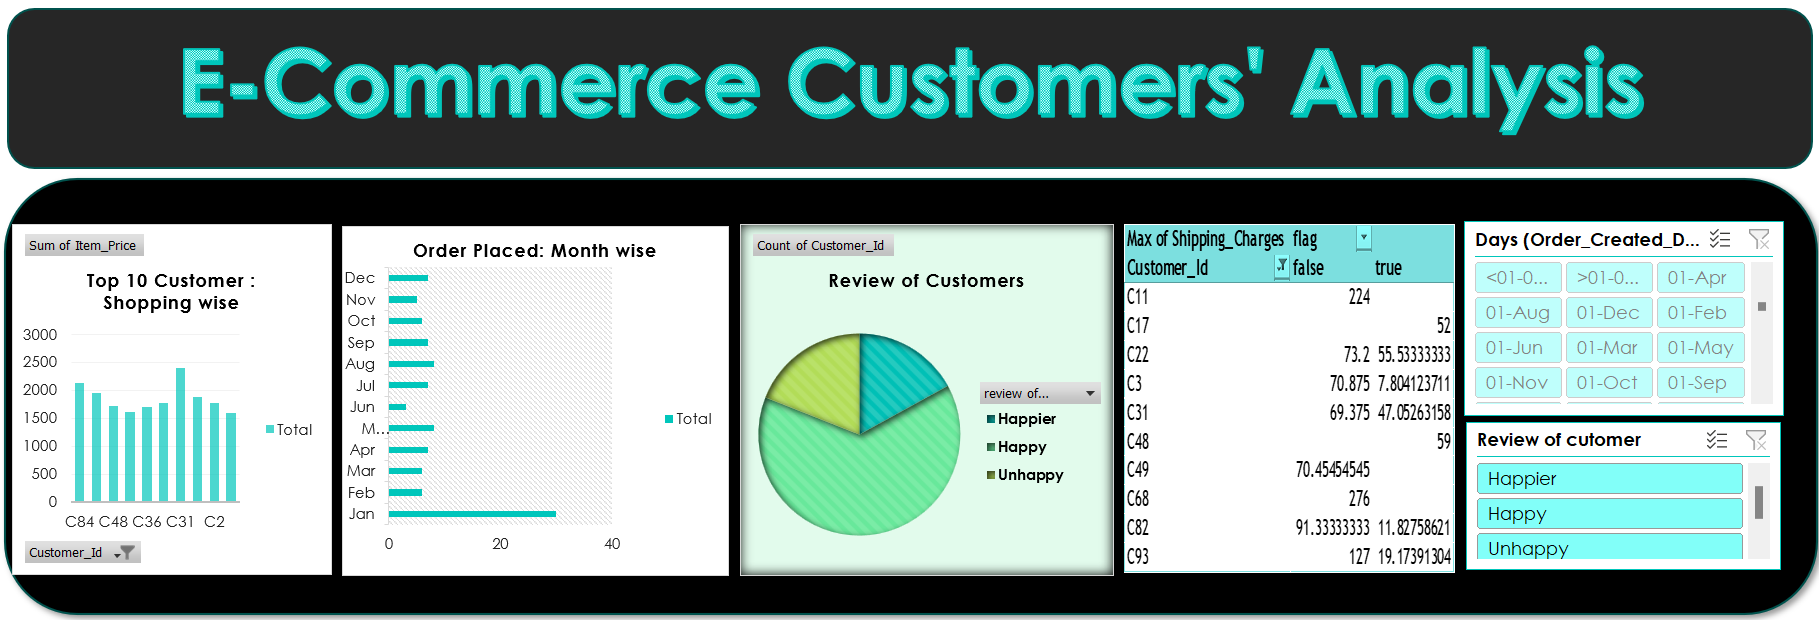 E-Commerce Customers' Analysis
Sum of Item_Price
Top 10 Customer :
Shopping wise
3000
2500
2000
1500
1000
500
0
C84 C48 C36 C31 C2
Total
Customer_Id
Order Placed: Month wise
Dec
Nov
Oct
Sep
Aug
Jul
Jun
M...
Apr
Mar
Feb
Jan
0 20 40
Total
Count of Customer_Id
Review of Customers
review of...
Happier
Happy
Unhappy
Max of Shipping_Charges flag
Customer_Id false true
C11 224
C17 52
C22 73.2 55.53333333
C3 70.875 7.804123711
C31 69.375 47.05263158
C48 59
C49 70.45454545
C68 276
C82 91.33333333 11.82758621
C93 127 19.17391304
Days (Order_Created_D...
<01-0... >01-0... 01-Apr
01-Aug 01-Dec 01-Feb
01-Jun 01-Mar 01-May
01-Nov 01-Oct 01-Sep
Review of cutomer
Happier
Happy
Unhappy